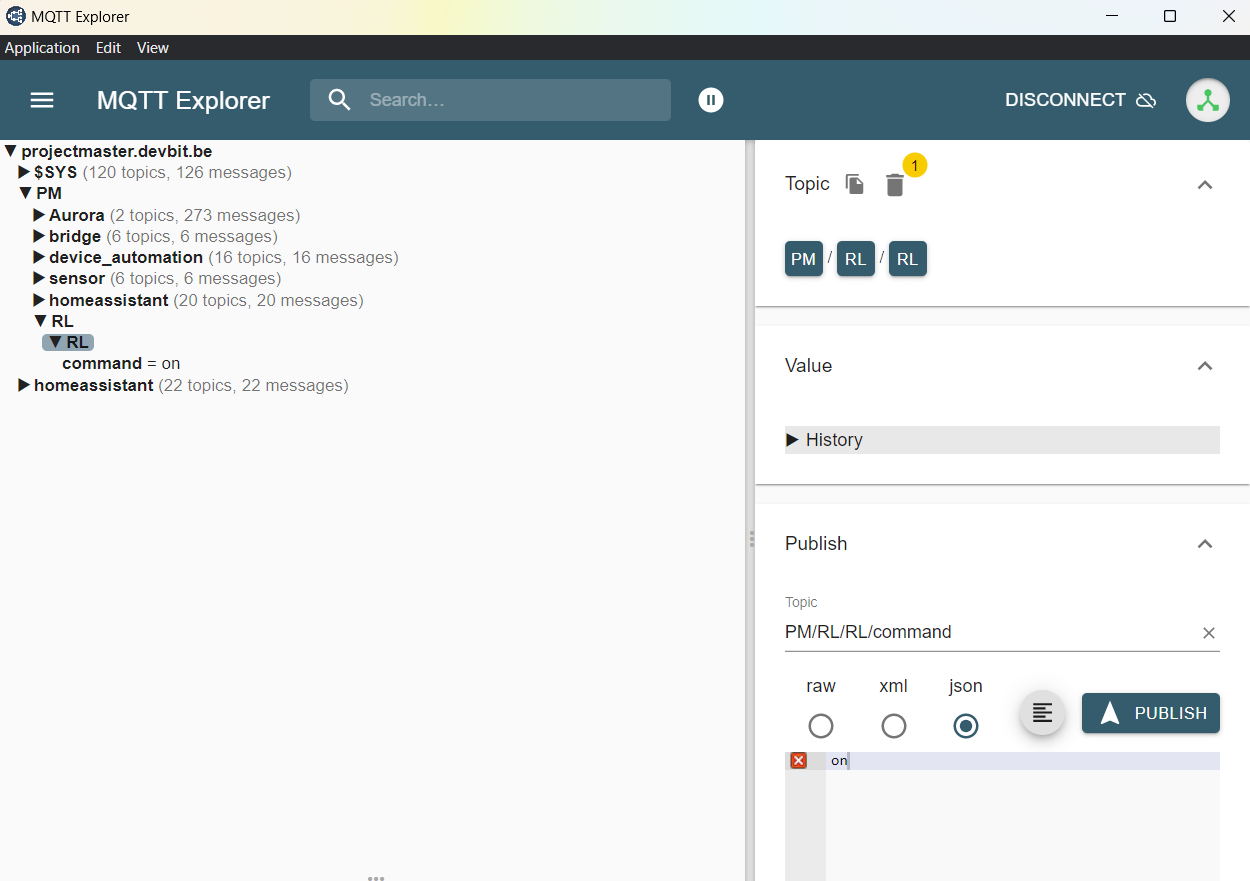 MQTT Explorer
Application Edit View
MQTT Explorer
Search...
DISCONNECT
projectmaster.devbit.be
$SYS (120 topics, 126 messages)
PM
Aurora (2 topics, 273 messages)
bridge (6 topics, 6 messages)
device_automation (16 topics, 16 messages)
sensor (6 topics, 6 messages)
homeassistant (20 topics, 20 messages)
RL
RL
command = on
homeassistant (22 topics, 22 messages)
Topic 1
PM / RL / RL
Value
History
Publish
Topic
PM/RL/RL/command
raw xml json
PUBLISH
on